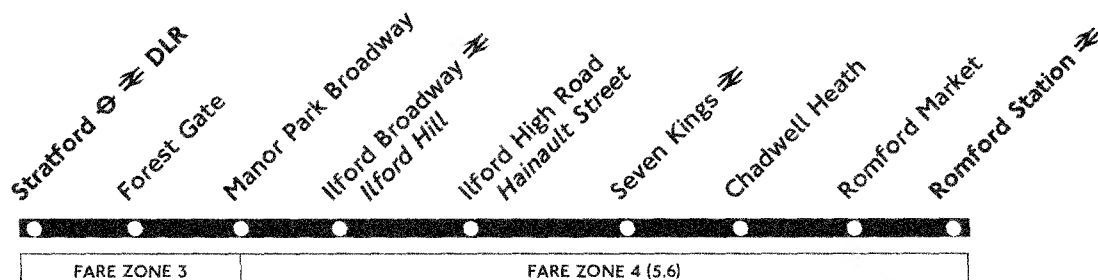 Stratford DLR
Forest Gate
Manor Park Broadway
Ilford Broadway
Ilford Hill
Ilford High Road
Hainault Street
Seven Kings
Chadwell Heath
Romford Market
Romford Station
FARE ZONE 3
FARE ZONE 4 (5.6)